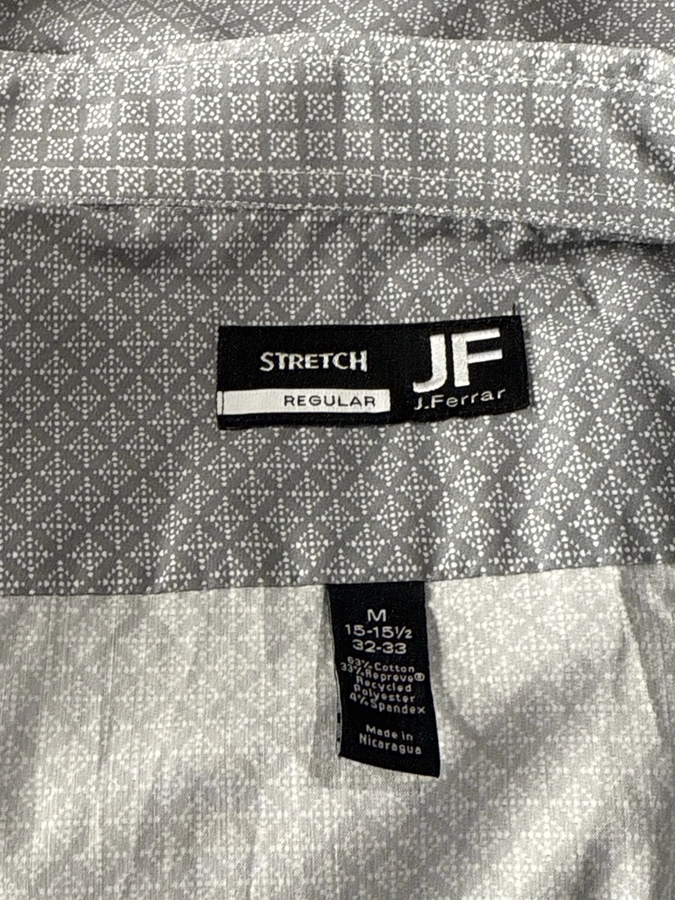 STRETCH
REGULAR
JF
J.Ferrar
M
15-15½
32-33
63% Cotton
33% Repreve®
Recycled
Polyester
4% Spandex
Made in
Nicaragua